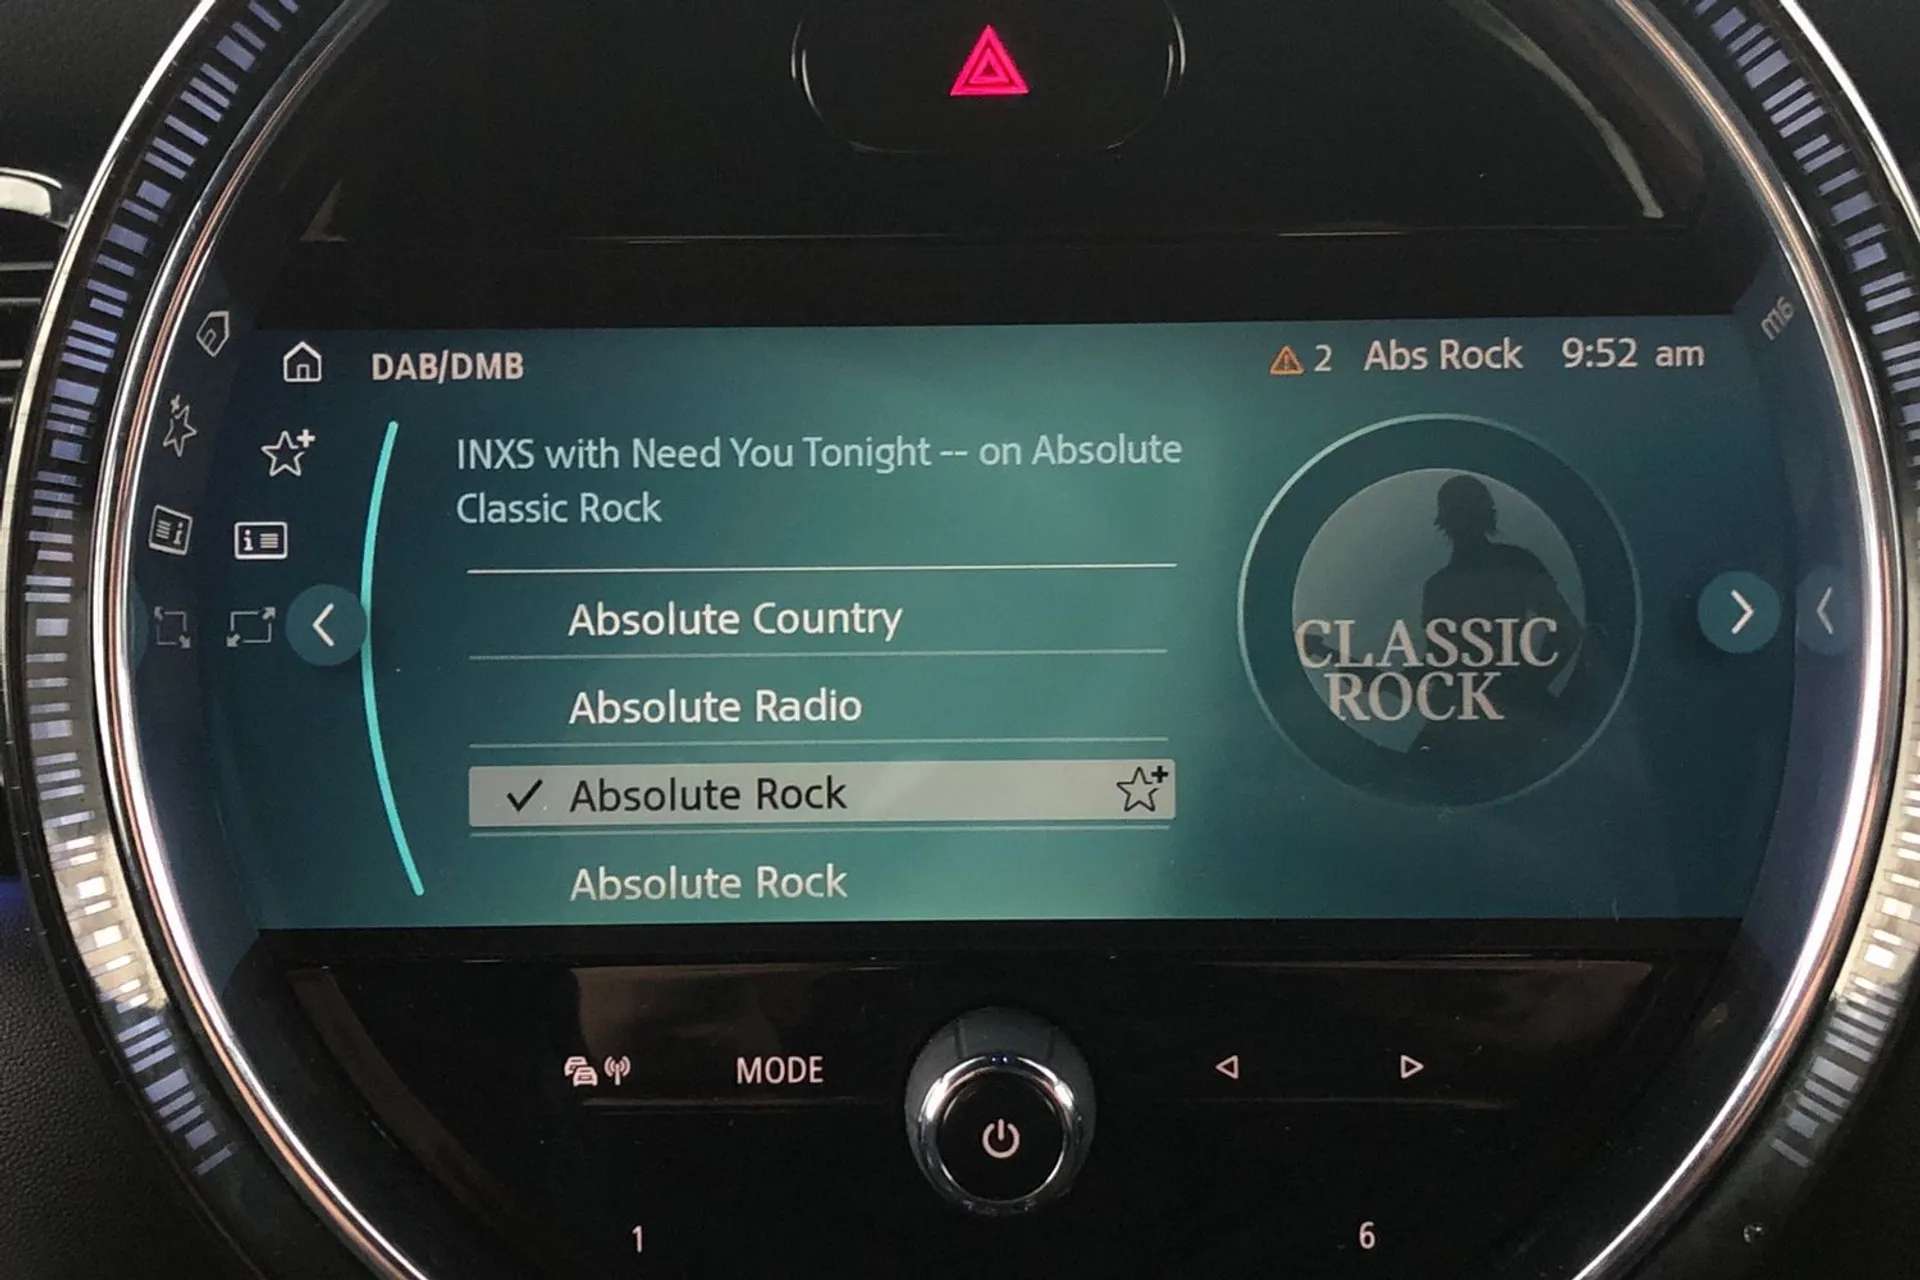 DAB/DMB
2 Abs Rock 9:52 am
INXS with Need You Tonight -- on Absolute
Classic Rock
Absolute Country
Absolute Radio
Absolute Rock
Absolute Rock
CLASSIC
ROCK
MODE
1
6